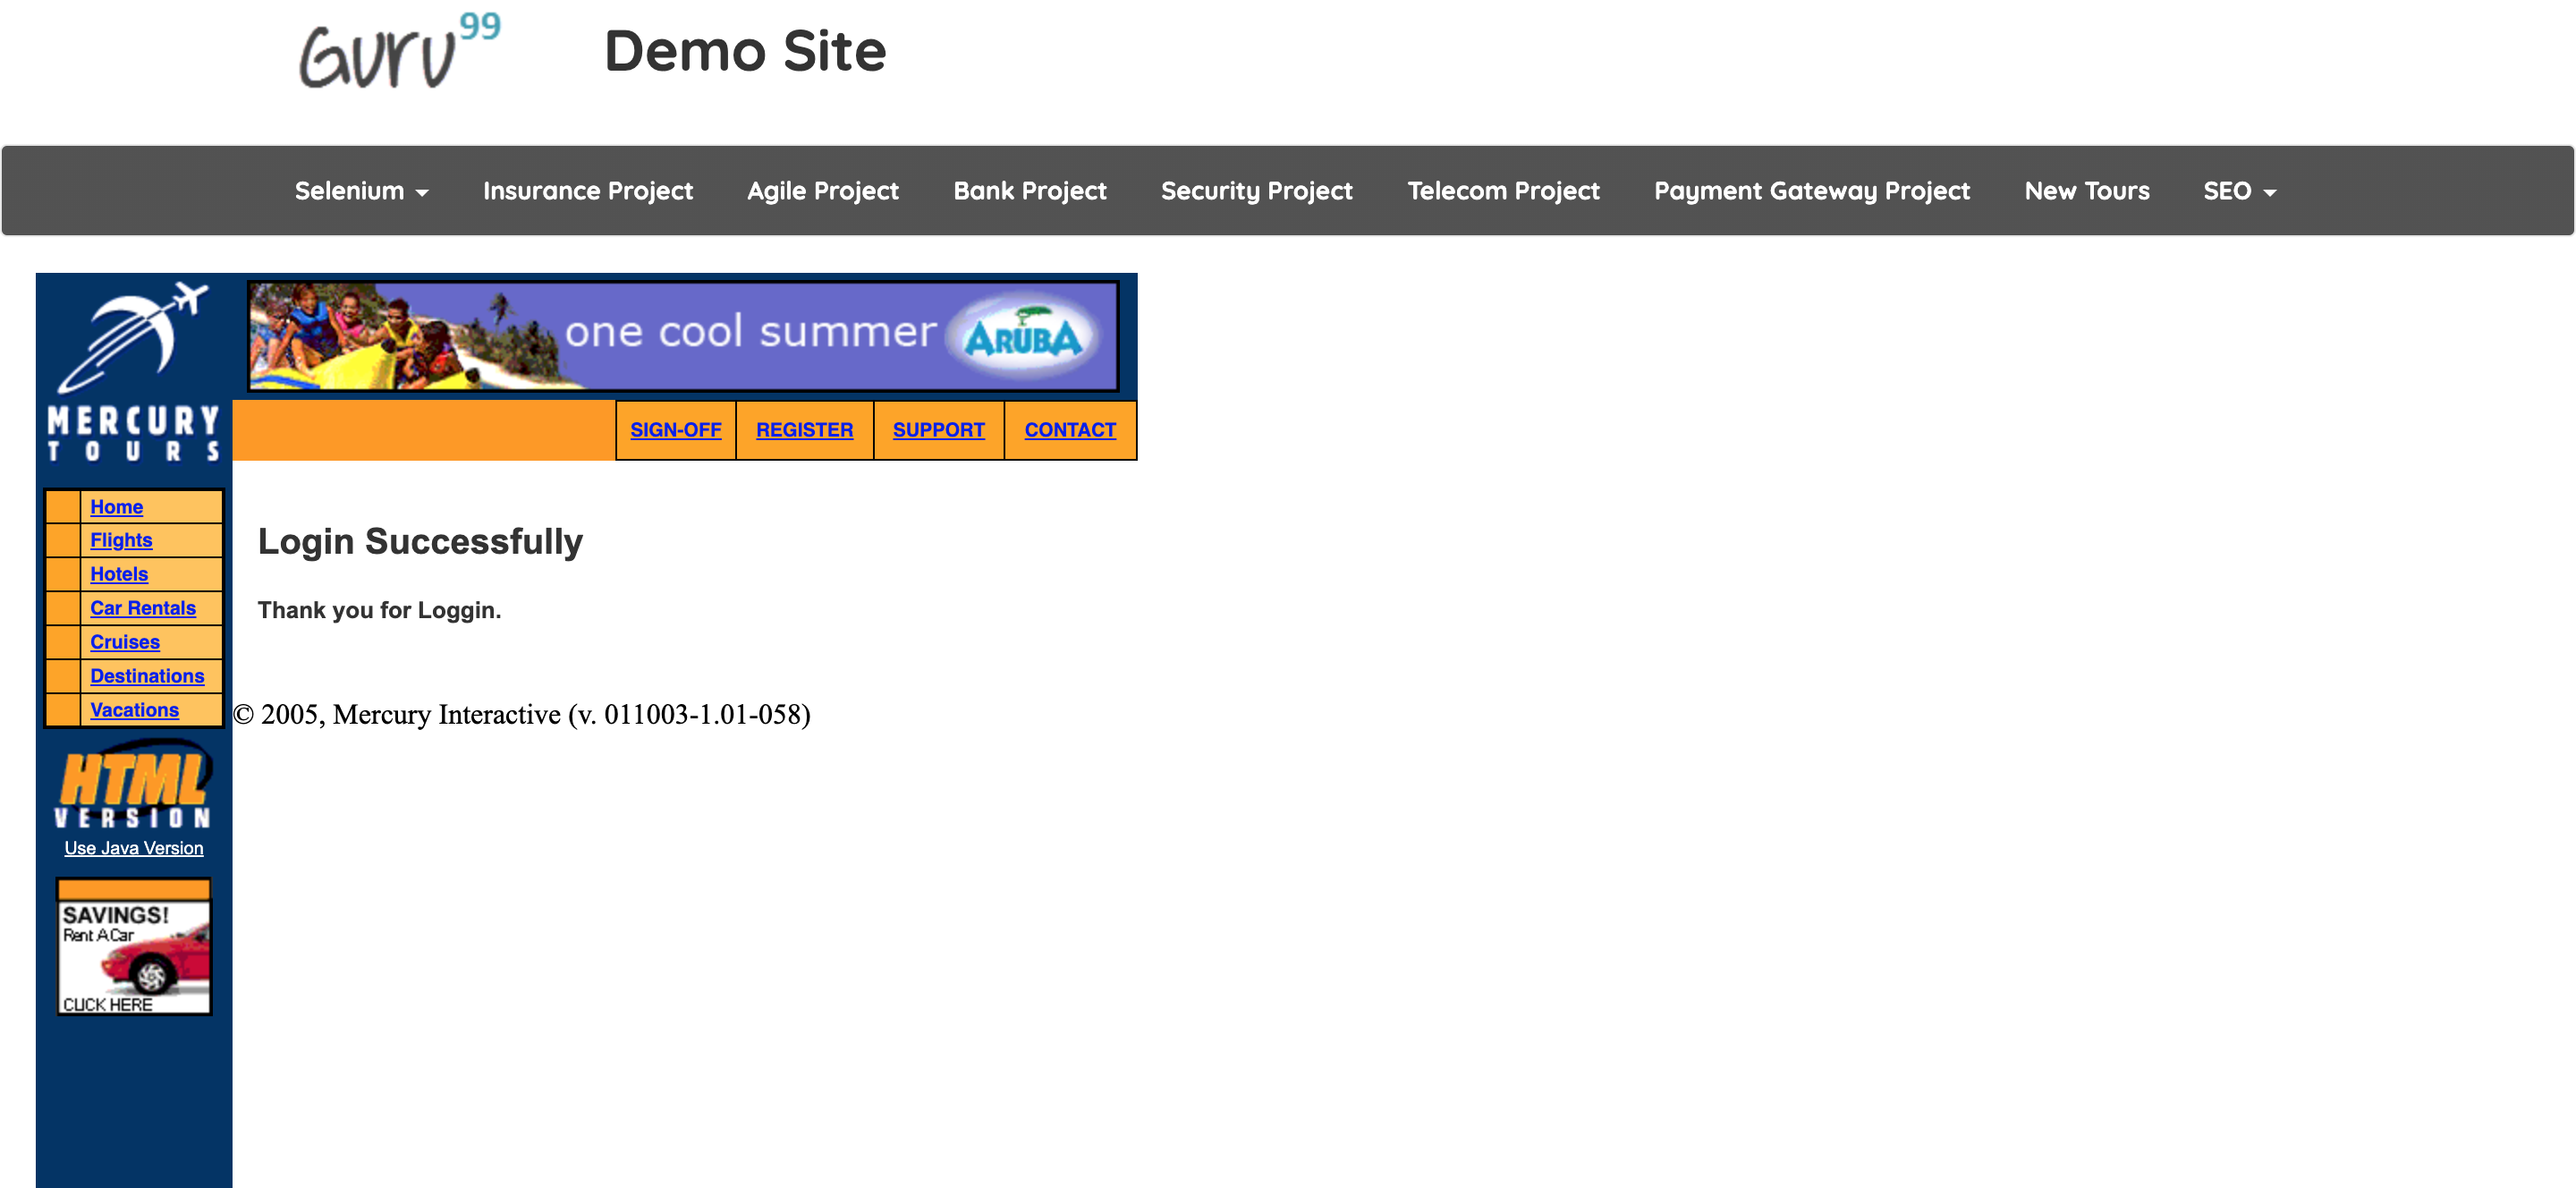 Guru99
Demo Site
Selenium Insurance Project Agile Project Bank Project Security Project Telecom Project Payment Gateway Project New Tours SEO
one cool summer ARUBA
MERCURY
TOURS
SIGN-OFF REGISTER SUPPORT CONTACT
Home
Flights
Hotels
Car Rentals
Cruises
Destinations
Vacations
Login Successfully
Thank you for Loggin.
© 2005, Mercury Interactive (v. 011003-1.01-058)
HTML
VERSION
Use Java Version
SAVINGS!
Rent A Car
CLICK HERE